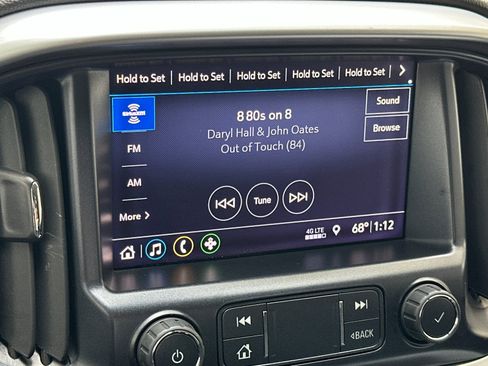 Hold to Set Hold to Set Hold to Set Hold to Set Hold to Set
siriusxm
8 80s on 8
Sound
Daryl Hall & John Oates
FM
Browse
Out of Touch (84)
AM
More
Tune
4G LTE
68° 1:12
BACK